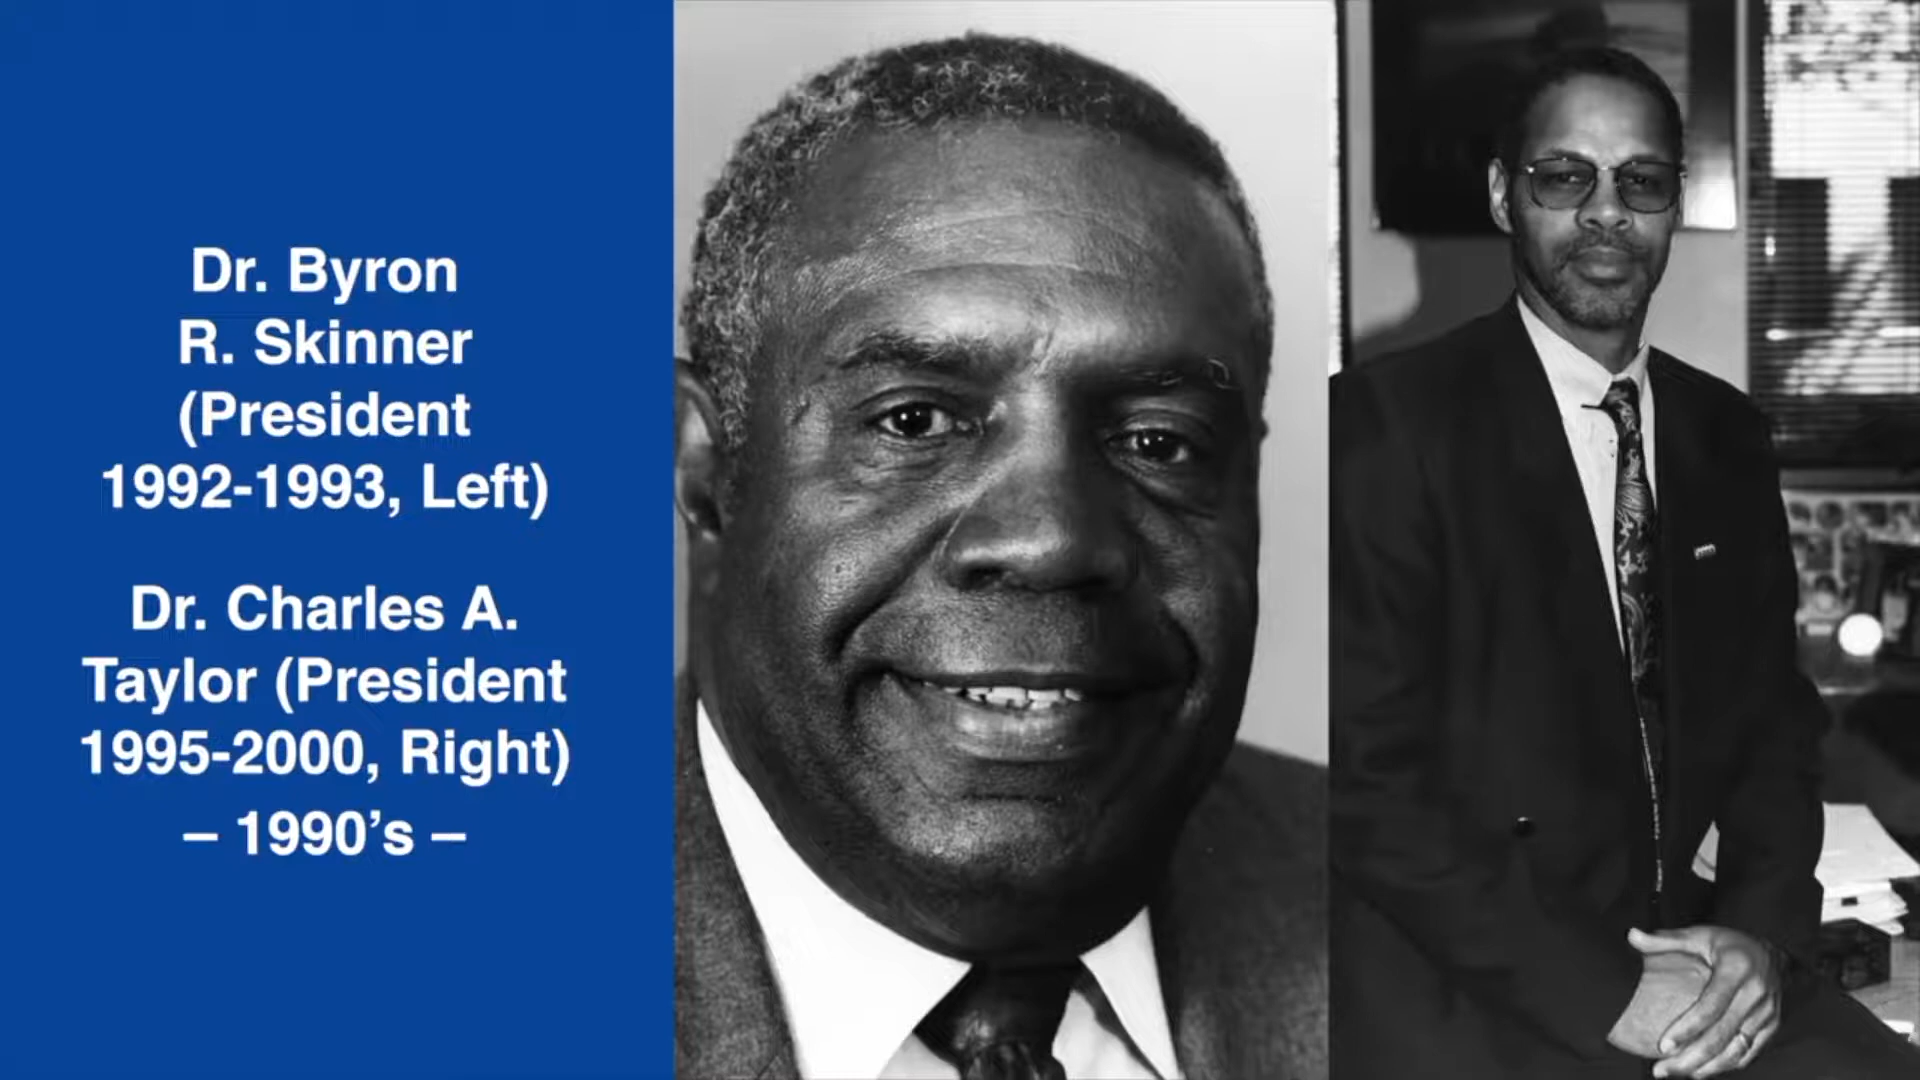 Dr. Byron
R. Skinner
(President
1992-1993, Left)
Dr. Charles A.
Taylor (President
1995-2000, Right)
– 1990’s –